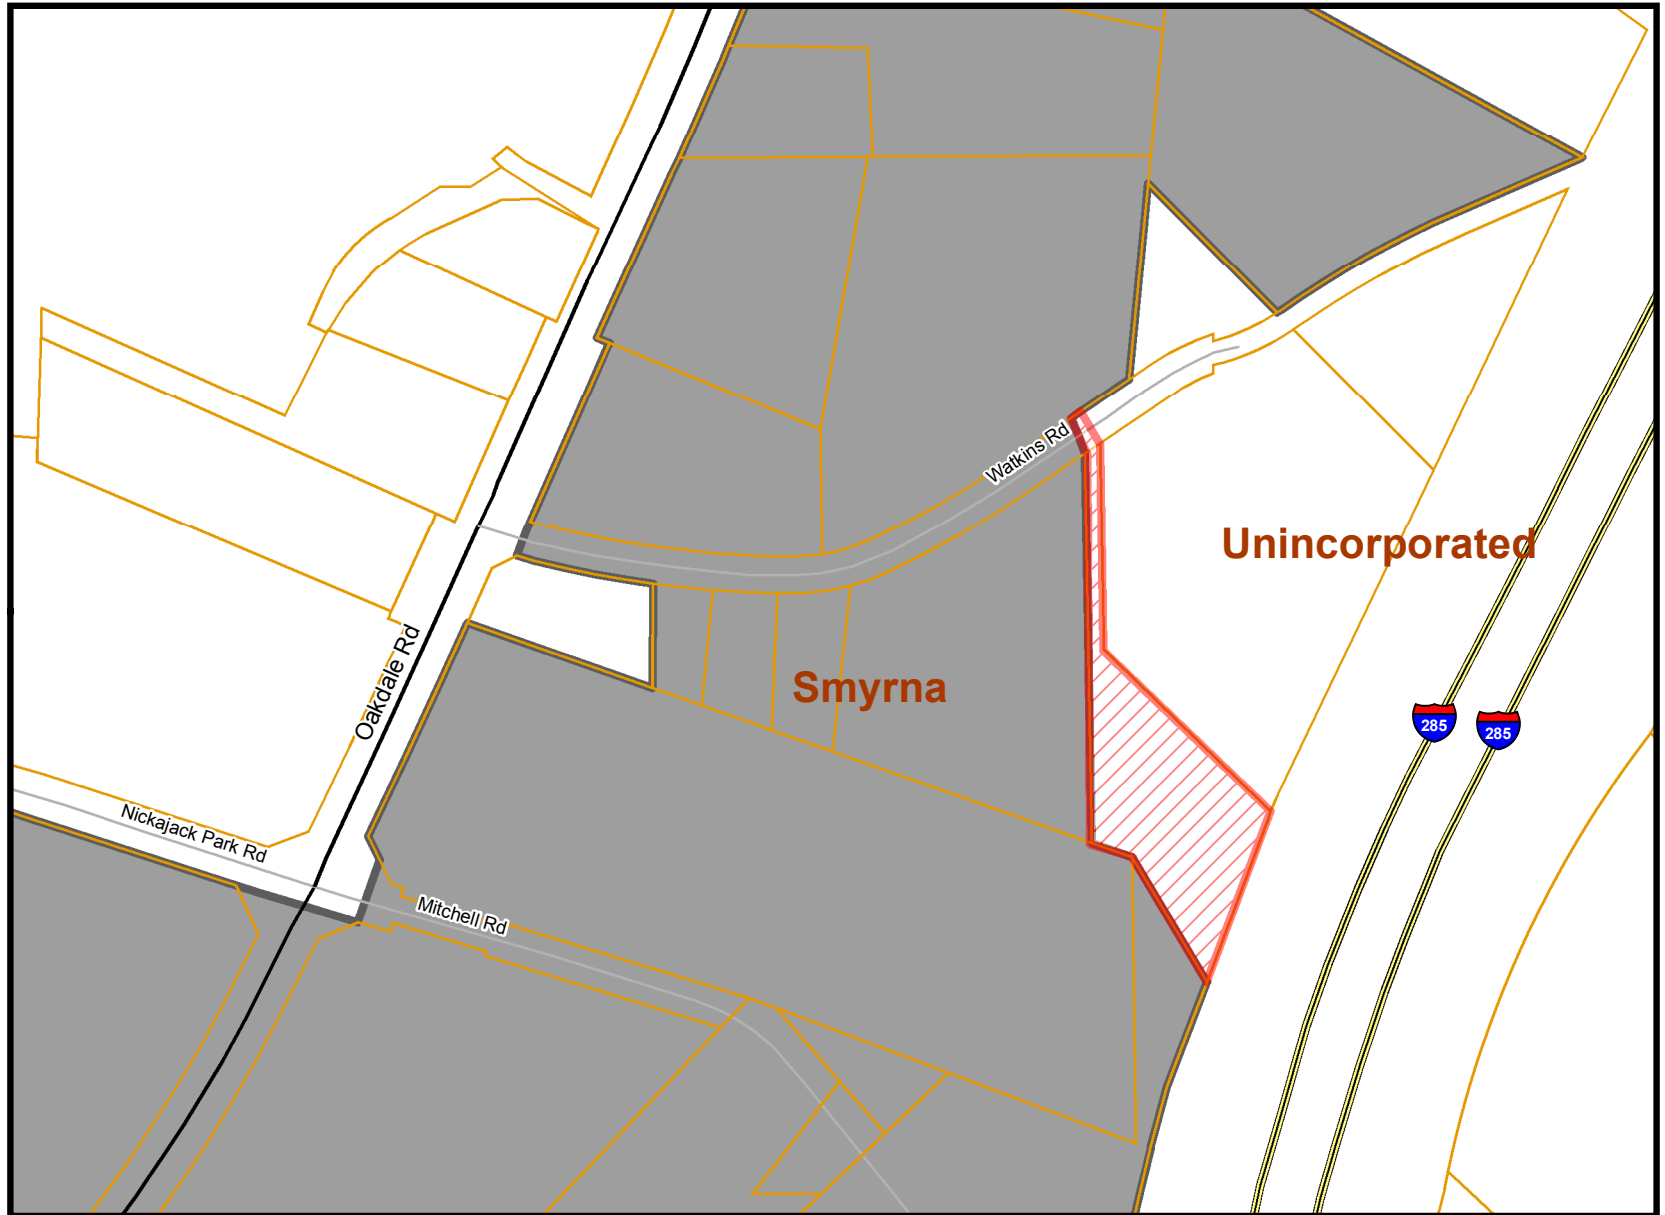 Watkins Rd
Unincorporated
Oakdale Rd
Smyrna
285
285
Nickajack Park Rd
Mitchell Rd